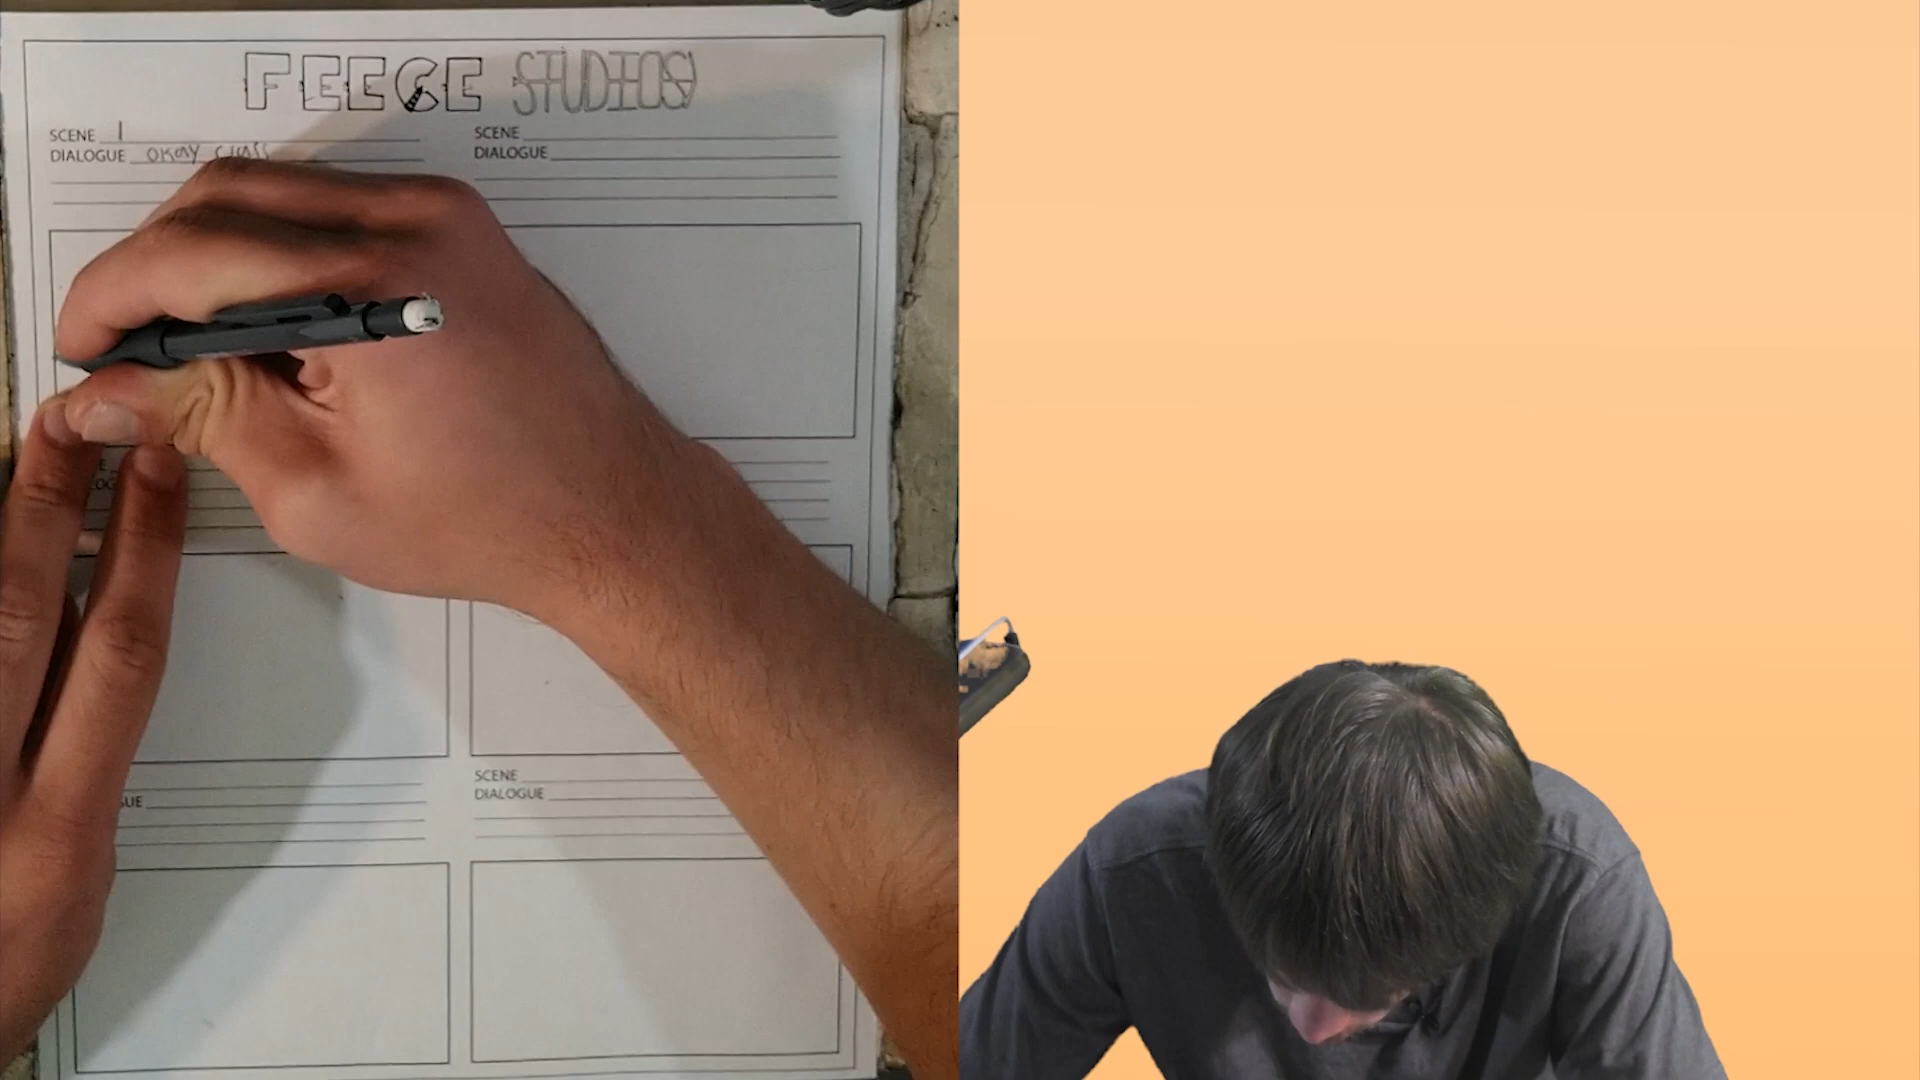 FEECE STUDIOS
SCENE 1
DIALOGUE okay class
SCENE
DIALOGUE
SCENE
DIALOGUE